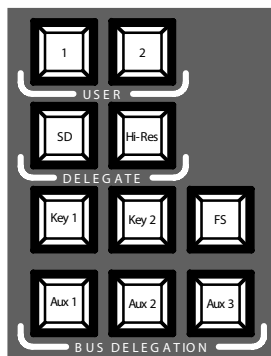 1 2
USER
SD Hi-Res
DELEGATE
Key 1 Key 2 FS
Aux 1 Aux 2 Aux 3
BUS DELEGATION